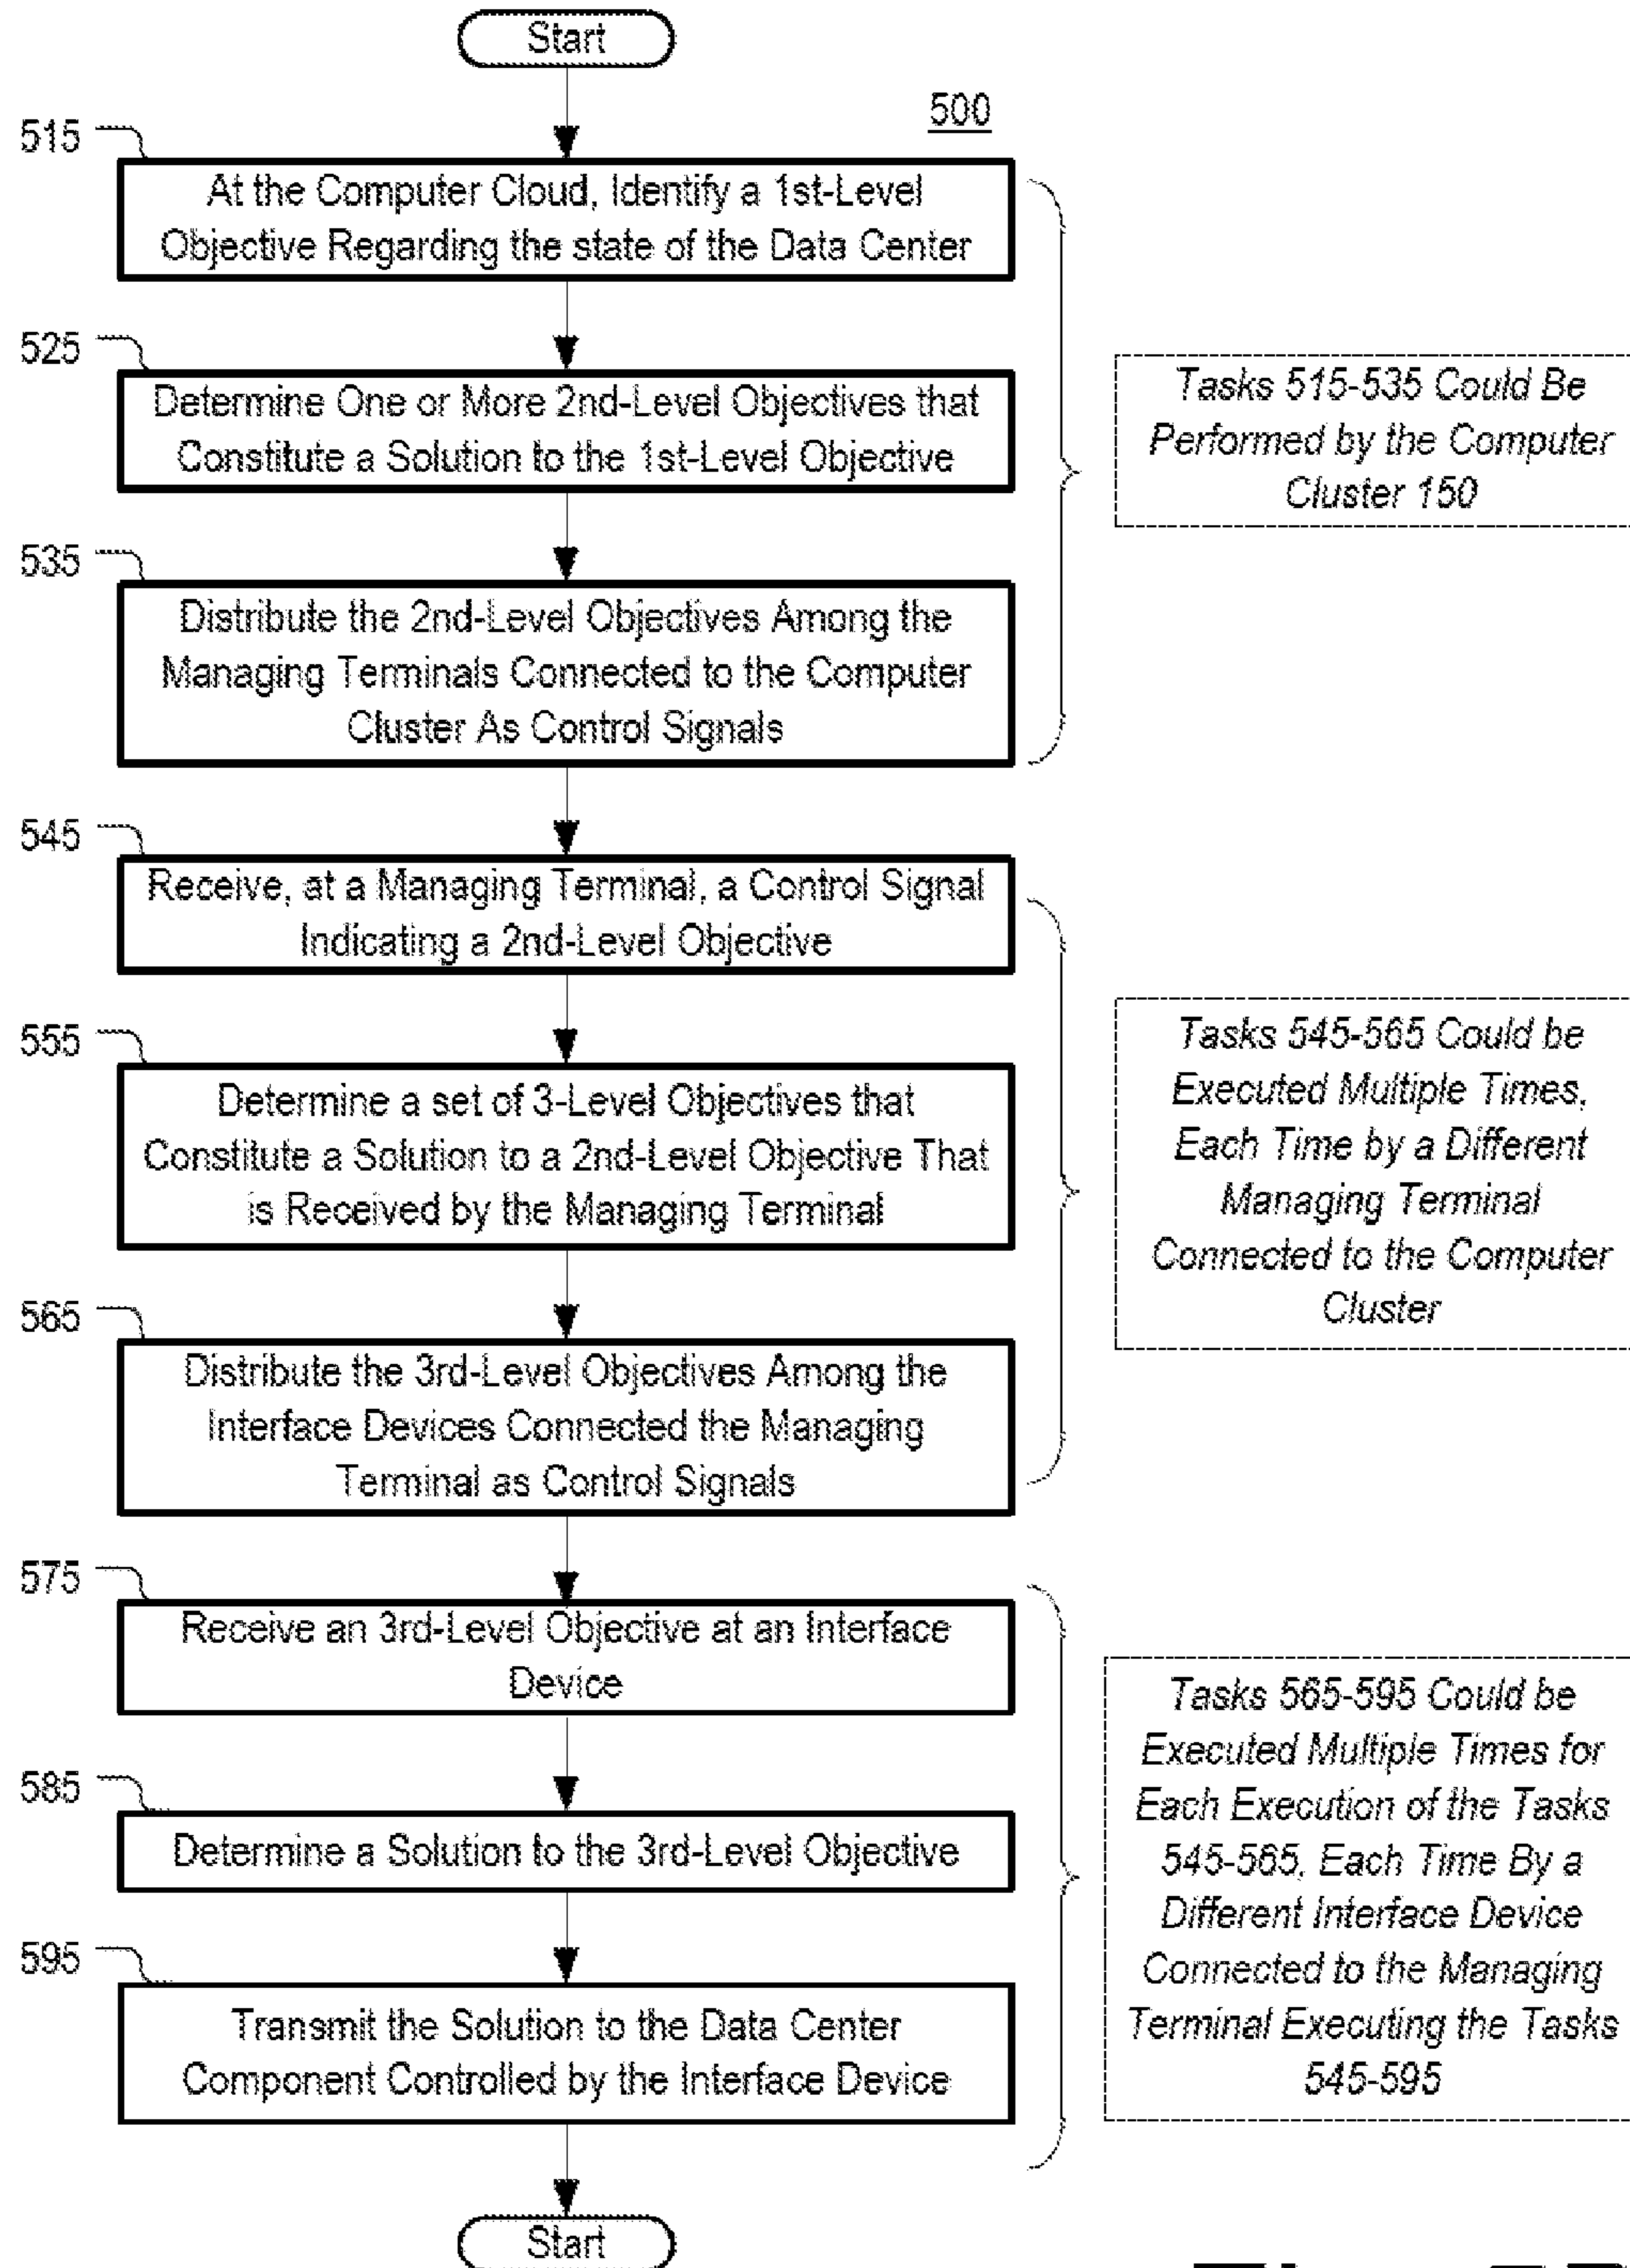 Start
500
515
At the Computer Cloud, Identify a 1st-Level
Objective Regarding the state of the Data Center
525
Determine One or More 2nd-Level Objectives that
Constitute a Solution to the 1st-Level Objective
535
Distribute the 2nd-Level Objectives Among the
Managing Terminals Connected to the Computer
Cluster As Control Signals
Tasks 515-535 Could Be
Performed by the Computer
Cluster 150
545
Receive, at a Managing Terminal, a Control Signal
Indicating a 2nd-Level Objective
555
Determine a set of 3-Level Objectives that
Constitute a Solution to a 2nd-Level Objective That
is Received by the Managing Terminal
565
Distribute the 3rd-Level Objectives Among the
Interface Devices Connected the Managing
Terminal as Control Signals
Tasks 545-565 Could be
Executed Multiple Times,
Each Time by a Different
Managing Terminal
Connected to the Computer
Cluster
575
Receive an 3rd-Level Objective at an Interface
Device
585
Determine a Solution to the 3rd-Level Objective
595
Transmit the Solution to the Data Center
Component Controlled by the Interface Device
Tasks 565-595 Could be
Executed Multiple Times for
Each Execution of the Tasks
545-565, Each Time By a
Different Interface Device
Connected to the Managing
Terminal Executing the Tasks
545-595
Start